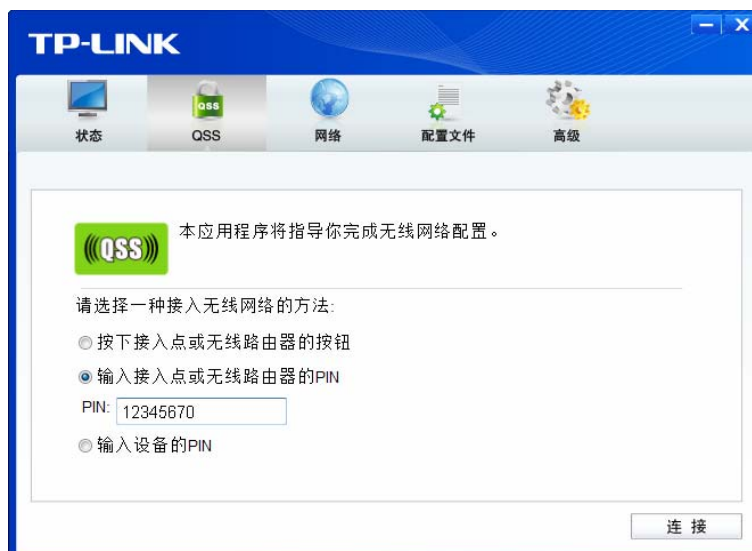 TP-LINK
状态
QSS
QSS
网络
配置文件
高级
QSS
本应用程序将指导你完成无线网络配置。
请选择一种接入无线网络的方法:
按下接入点或无线路由器的按钮
输入接入点或无线路由器的PIN
PIN: 12345670
输入设备的PIN
连 接